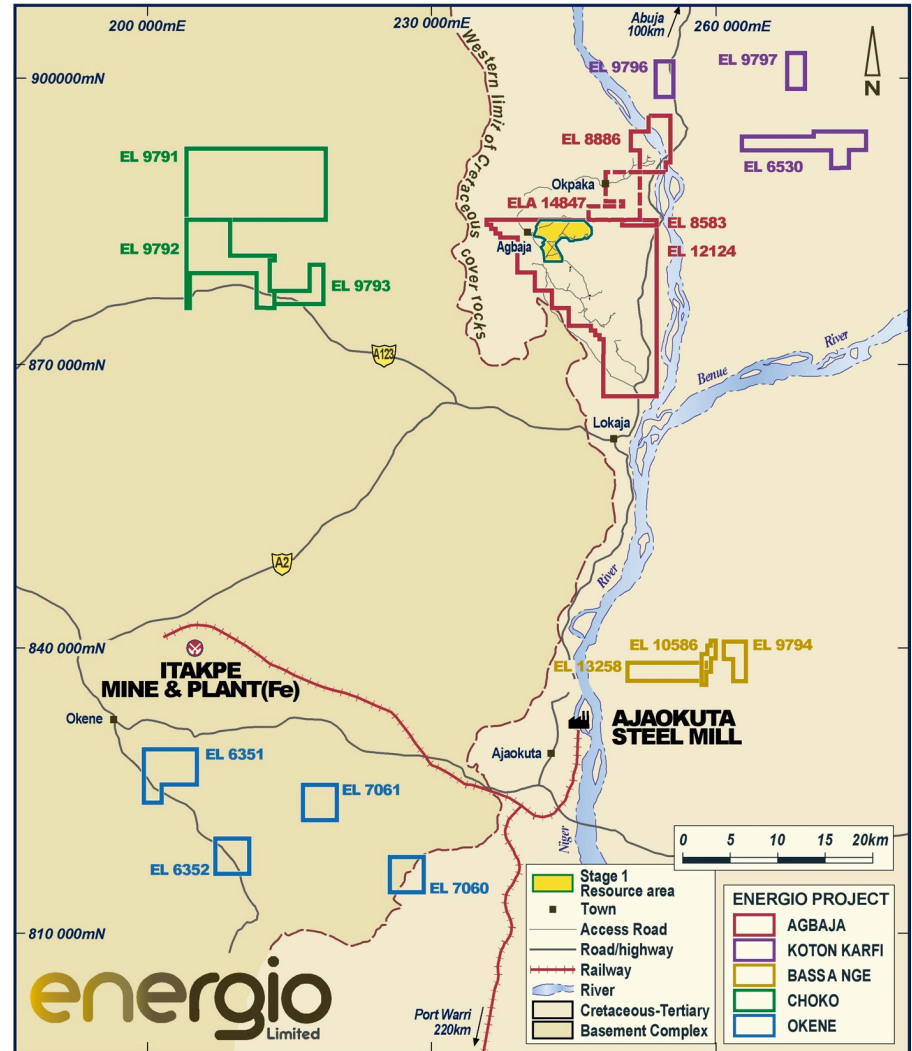 200 000mE
230 000mE
260 000mE
Abuja
100km
N
900000mN
870 000mN
840 000mN
810 000mN
Western limit of Cretaceous cover rocks
EL 9796
EL 9797
EL 8886
EL 6530
EL 9791
Okpaka
ELA 14847
EL 8583
Agbaja
EL 12124
EL 9792
EL 9793
A123
Benue
River
Lokaja
A2
River
ITAKPE
MINE & PLANT(Fe)
EL 10586
EL 9794
EL 13258
Okene
AJAOKUTA
STEEL MILL
Ajaokuta
EL 6351
EL 7061
EL 6352
EL 7060
Niger
0 5 10 15 20km
Stage 1
Resource area
Town
Access Road
Road/highway
Railway
River
Cretaceous-Tertiary
Basement Complex
ENERGIO PROJECT
AGBAJA
KOTON KARFI
BASSA NGE
CHOKO
OKENE
energio
Limited
Port Warri
220km